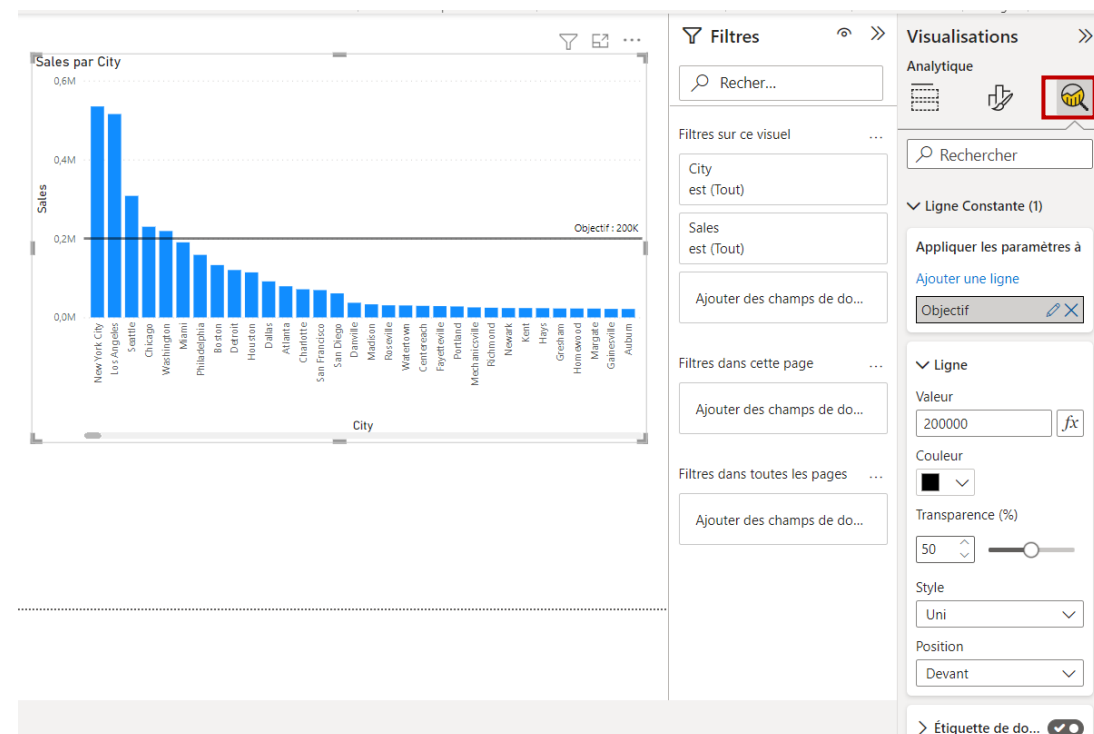 Sales par City
0,6M
0,4M
0,2M
0,0M
Sales
Objectif : 200K
New York City
Los Angeles
Seattle
Chicago
Washington
Miami
Philadelphia
Boston
Detroit
Houston
Dallas
Atlanta
Charlotte
San Francisco
San Diego
Danville
Madison
Roseville
Watertown
Centereach
Fayetteville
Portland
Mechanicsville
Richmond
Newark
Kent
Hays
Gresham
Homewood
Margate
Gainesville
Auburn
City
Filtres
Recher...
Filtres sur ce visuel ...
City
est (Tout)
Sales
est (Tout)
Ajouter des champs de do...
Filtres dans cette page ...
Ajouter des champs de do...
Filtres dans toutes les pages ...
Ajouter des champs de do...
Visualisations
Analytique
Rechercher
Ligne Constante (1)
Appliquer les paramètres à
Ajouter une ligne
Objectif
Ligne
Valeur
200000 fx
Couleur
Transparence (%)
50
Style
Uni
Position
Devant
Étiquette de do...